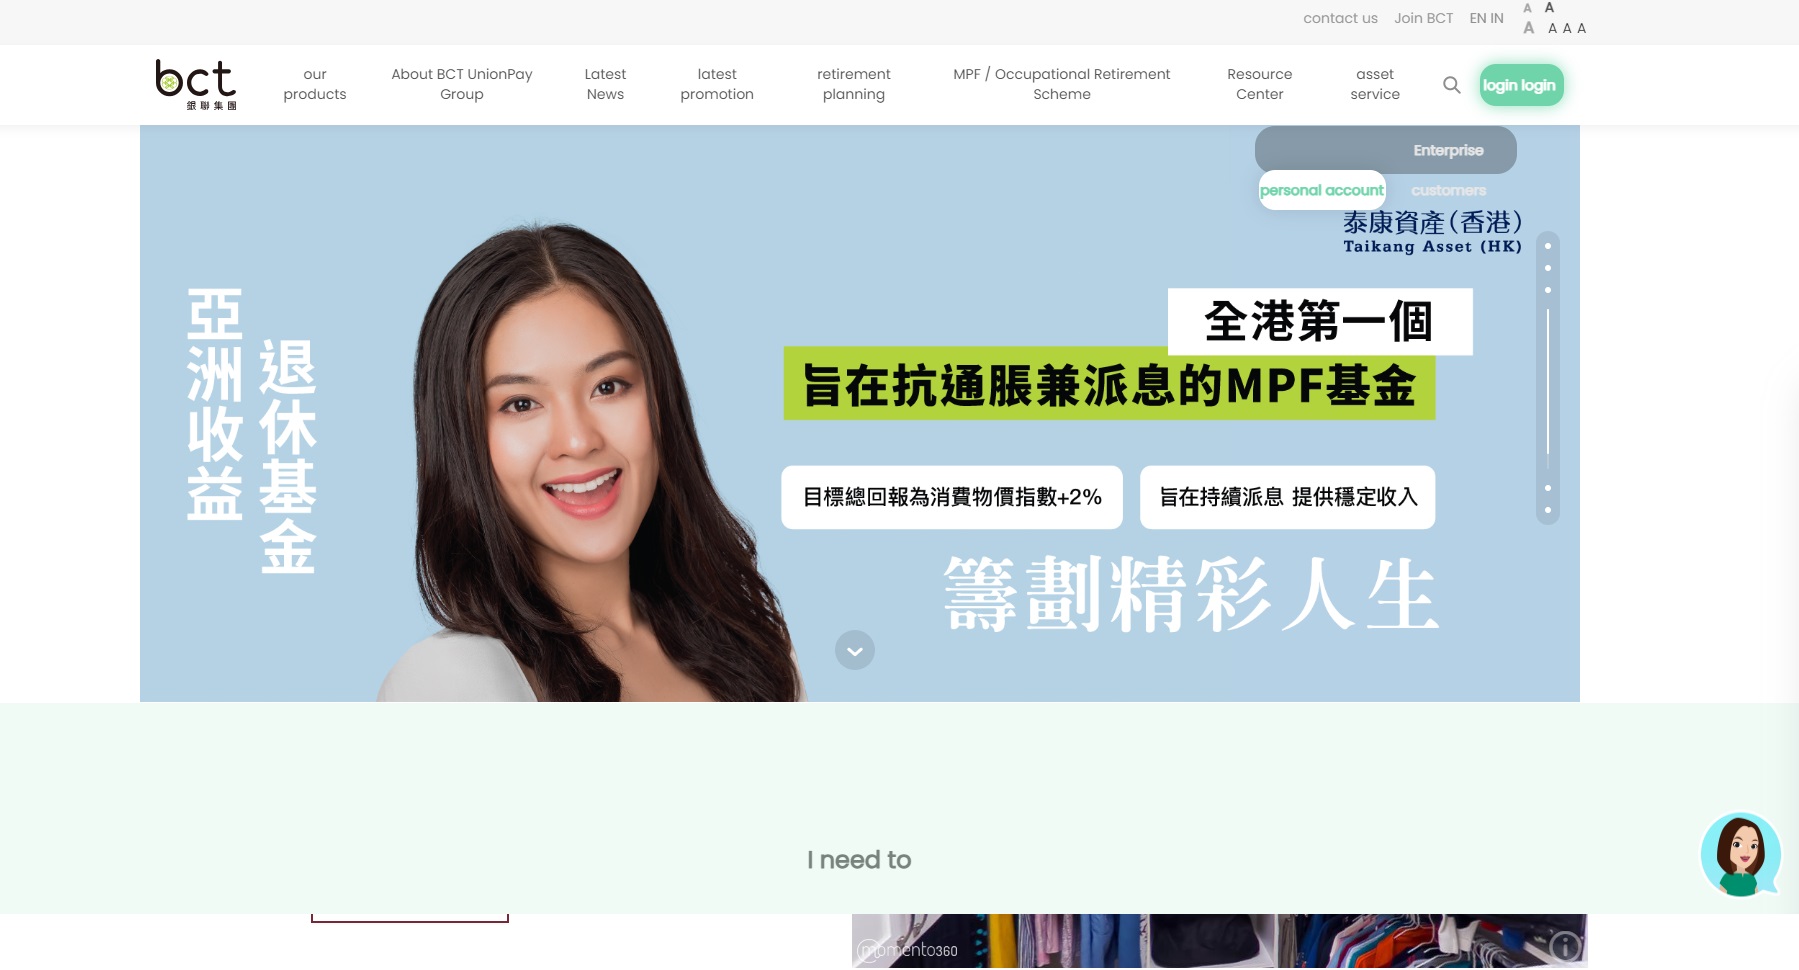 contact us Join BCT EN IN A A
A A A A
bct
銀聯集團
our products
About BCT UnionPay Group
Latest News
latest promotion
retirement planning
MPF / Occupational Retirement Scheme
Resource Center
asset service
login login
Enterprise
personal account customers
泰康資產(香港)
Taikang Asset (HK)
亞洲收益
退休基金
全港第一個
旨在抗通脹兼派息的MPF基金
目標總回報為消費物價指數+2%
旨在持續派息 提供穩定收入
籌劃精彩人生
I need to
momento360